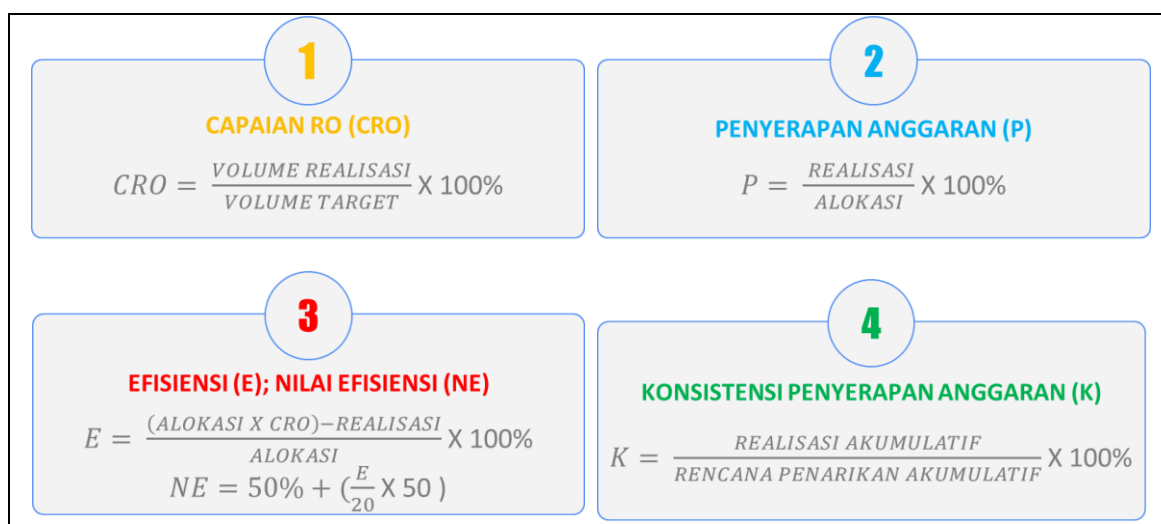 1
CAPAIAN RO (CRO)
CRO = VOLUME REALISASI / VOLUME TARGET X 100%
2
PENYERAPAN ANGGARAN (P)
P = REALISASI / ALOKASI X 100%
3
EFISIENSI (E); NILAI EFISIENSI (NE)
E = (ALOKASI X CRO)−REALISASI / ALOKASI X 100%
NE = 50% + (E/20 X 50 )
4
KONSISTENSI PENYERAPAN ANGGARAN (K)
K = REALISASI AKUMULATIF / RENCANA PENARIKAN AKUMULATIF X 100%